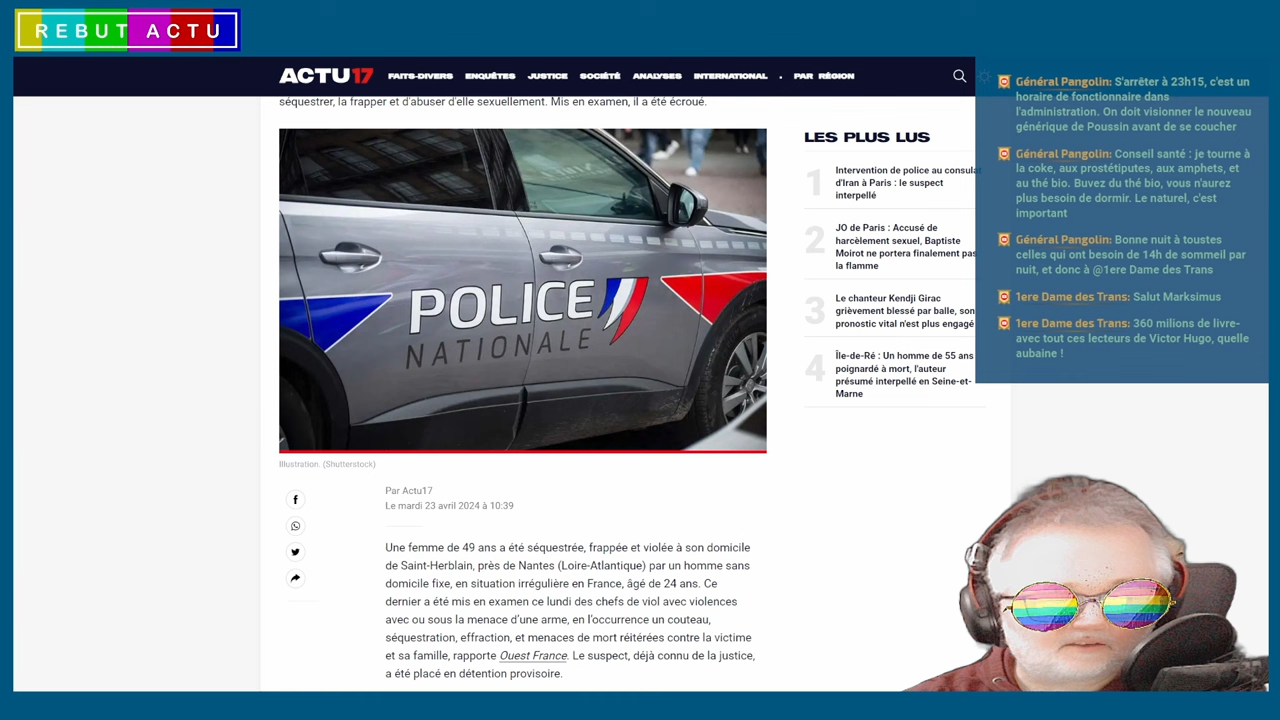 REBUT ACTU
ACTU17
FAITS-DIVERS ENQUÊTES JUSTICE SOCIÉTÉ ANALYSES INTERNATIONAL . PAR RÉGION
séquestrer, la frapper et d'abuser d'elle sexuellement. Mis en examen, il a été écroué.
POLICE
NATIONALE
Illustration. (Shutterstock)
Par Actu17
Le mardi 23 avril 2024 à 10:39
Une femme de 49 ans a été séquestrée, frappée et violée à son domicile
de Saint-Herblain, près de Nantes (Loire-Atlantique) par un homme sans
domicile fixe, en situation irrégulière en France, âgé de 24 ans. Ce
dernier a été mis en examen ce lundi des chefs de viol avec violences
avec ou sous la menace d'une arme, en l'occurrence un couteau,
séquestration, effraction, et menaces de mort réitérées contre la victime
et sa famille, rapporte Ouest France. Le suspect, déjà connu de la justice,
a été placé en détention provisoire.
LES PLUS LUS
1
Intervention de police au consula
d'Iran à Paris : le suspect
interpellé
2
JO de Paris : Accusé de
harcèlement sexuel, Baptiste
Moirot ne portera finalement pas
la flamme
3
Le chanteur Kendji Girac
grièvement blessé par balle, son
pronostic vital n'est plus engagé
4
Île-de-Ré : Un homme de 55 ans
poignardé à mort, l'auteur
présumé interpellé en Seine-et-
Marne
Général Pangolin: S'arrêter à 23h15, c'est un
horaire de fonctionnaire dans
l'administration. On doit visionner le nouveau
générique de Poussin avant de se coucher
Général Pangolin: Conseil santé : je tourne à
la coke, aux prostétiputes, aux amphets, et
au thé bio. Buvez du thé bio, vous n'aurez
plus besoin de dormir. Le naturel, c'est
important
Général Pangolin: Bonne nuit à toustes
celles qui ont besoin de 14h de sommeil par
nuit, et donc à @1ere Dame des Trans
1ere Dame des Trans: Salut Marksimus
1ere Dame des Trans: 360 milions de livre-
avec tout ces lecteurs de Victor Hugo, quelle
aubaine !